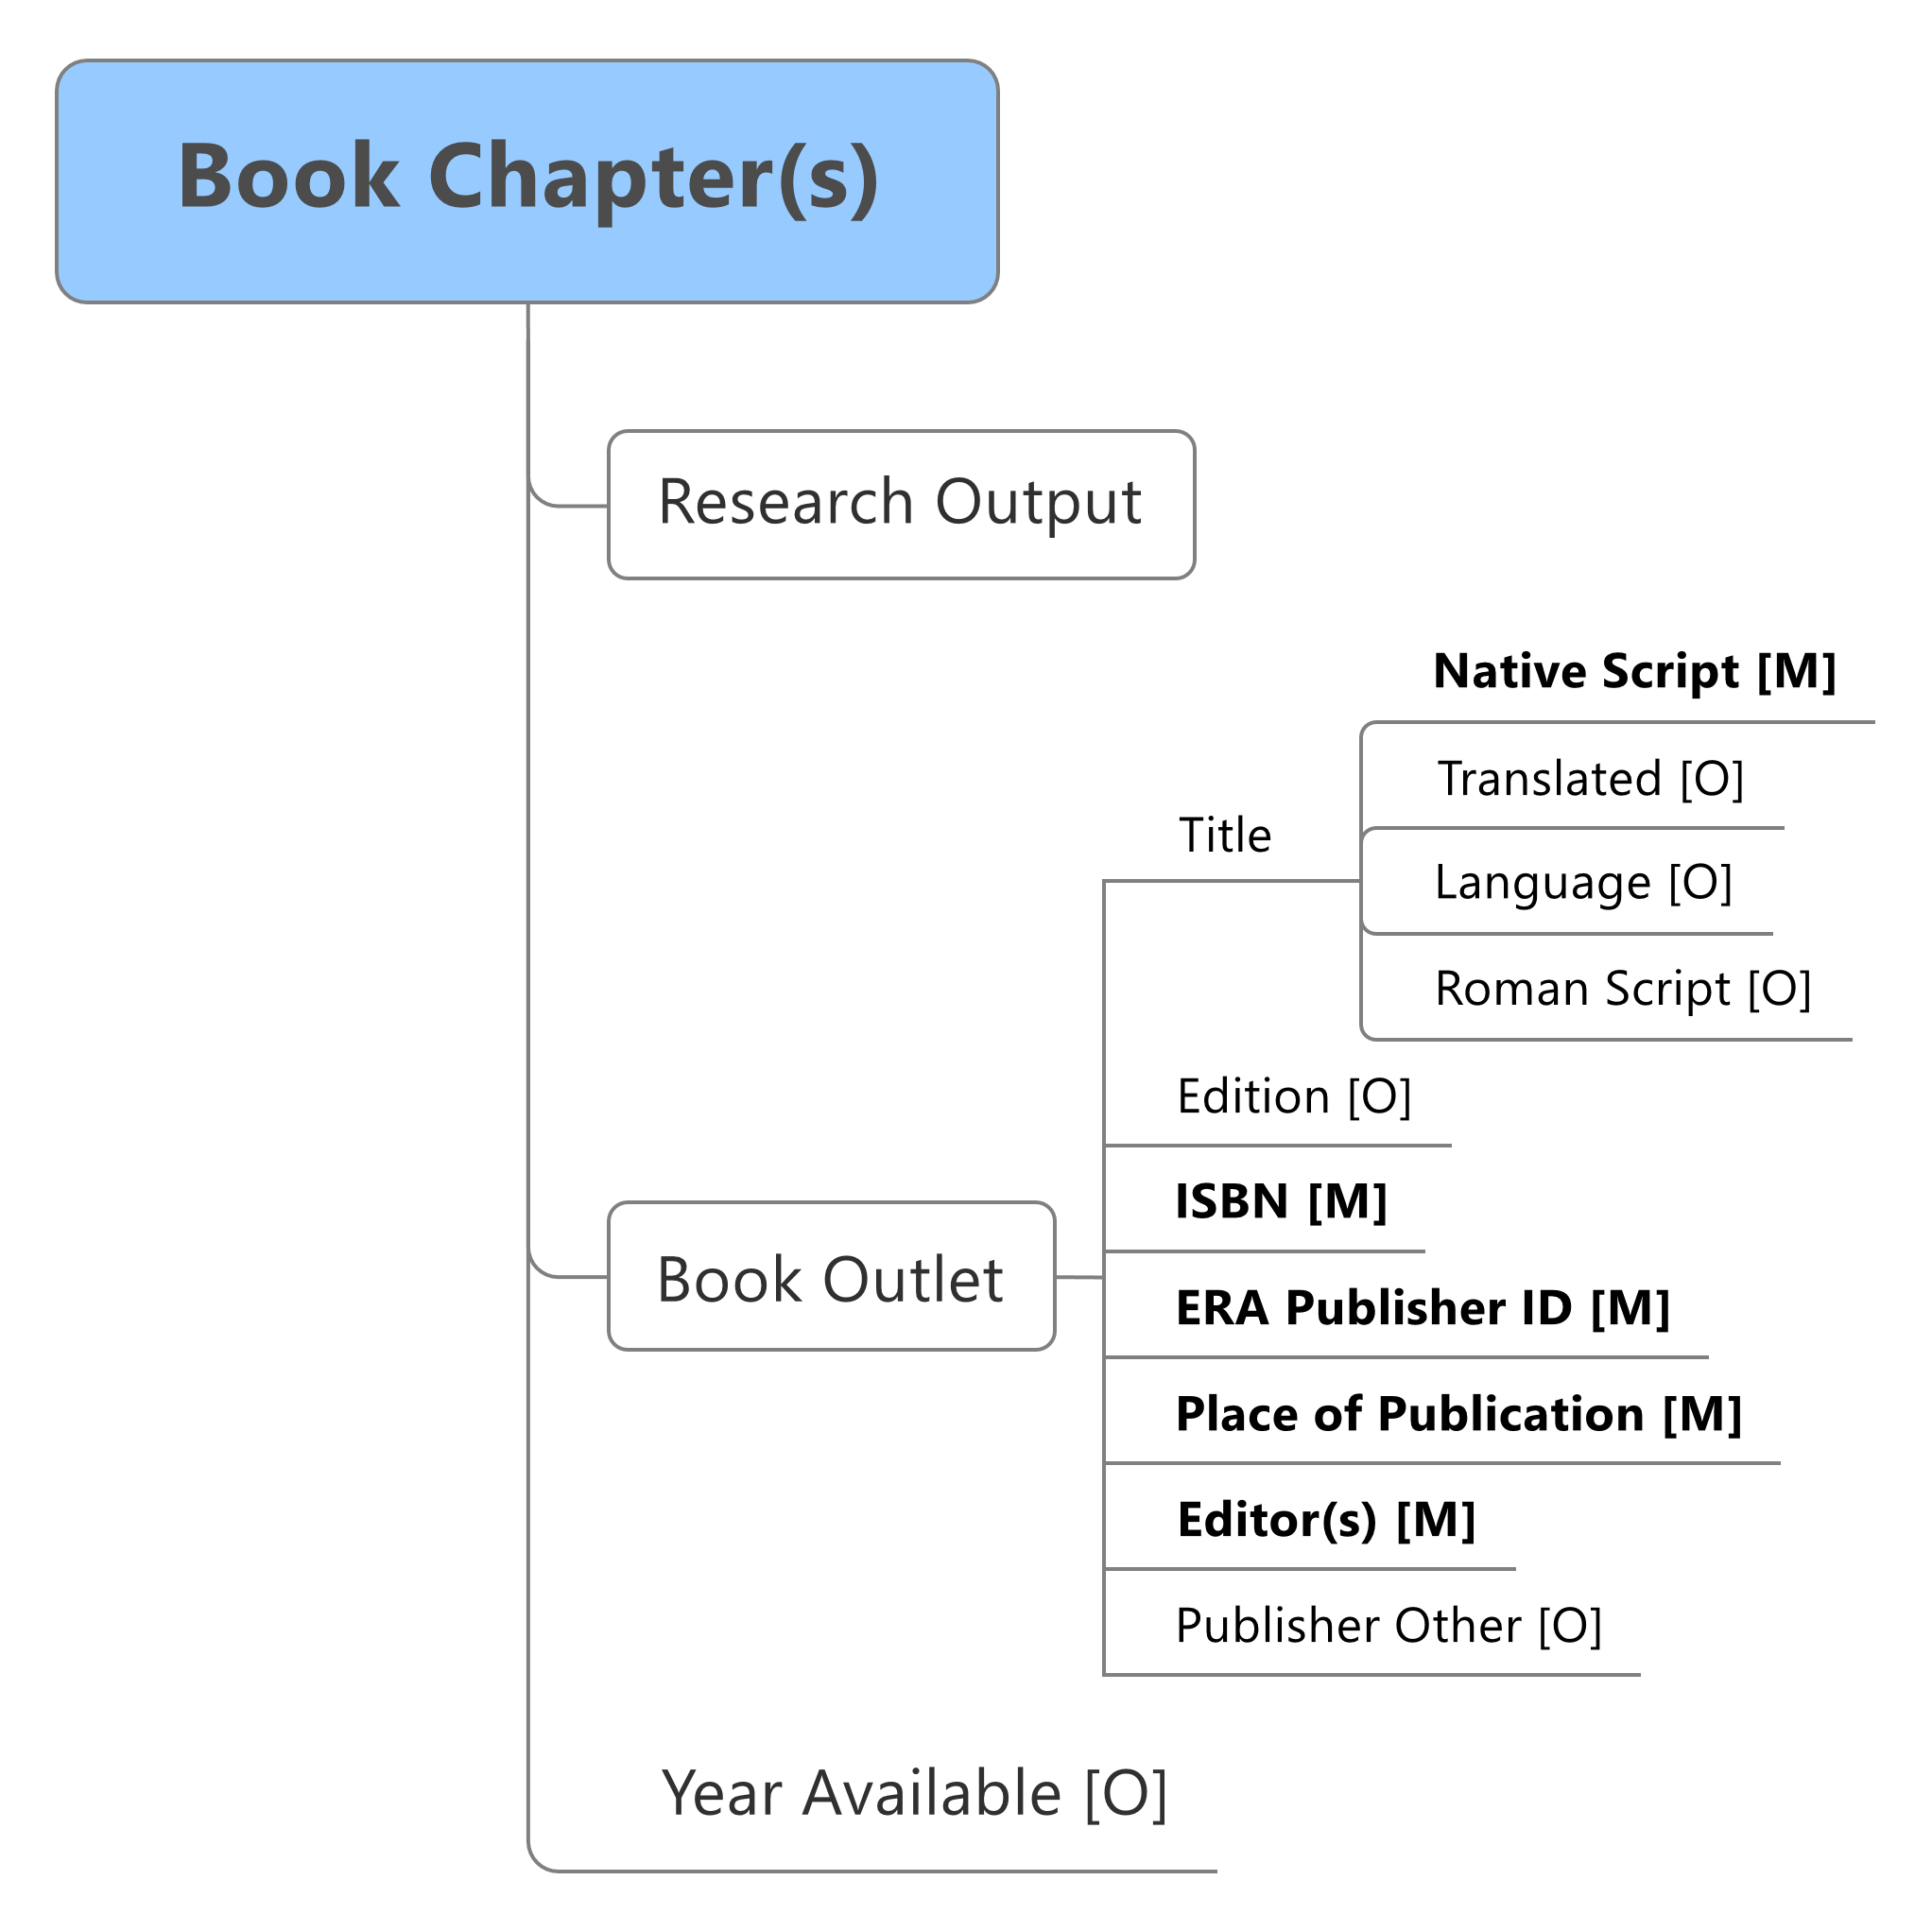 Book Chapter(s)
Research Output
Native Script [M]
Translated [O]
Title
Language [O]
Roman Script [O]
Edition [O]
ISBN [M]
Book Outlet
ERA Publisher ID [M]
Place of Publication [M]
Editor(s) [M]
Publisher Other [O]
Year Available [O]